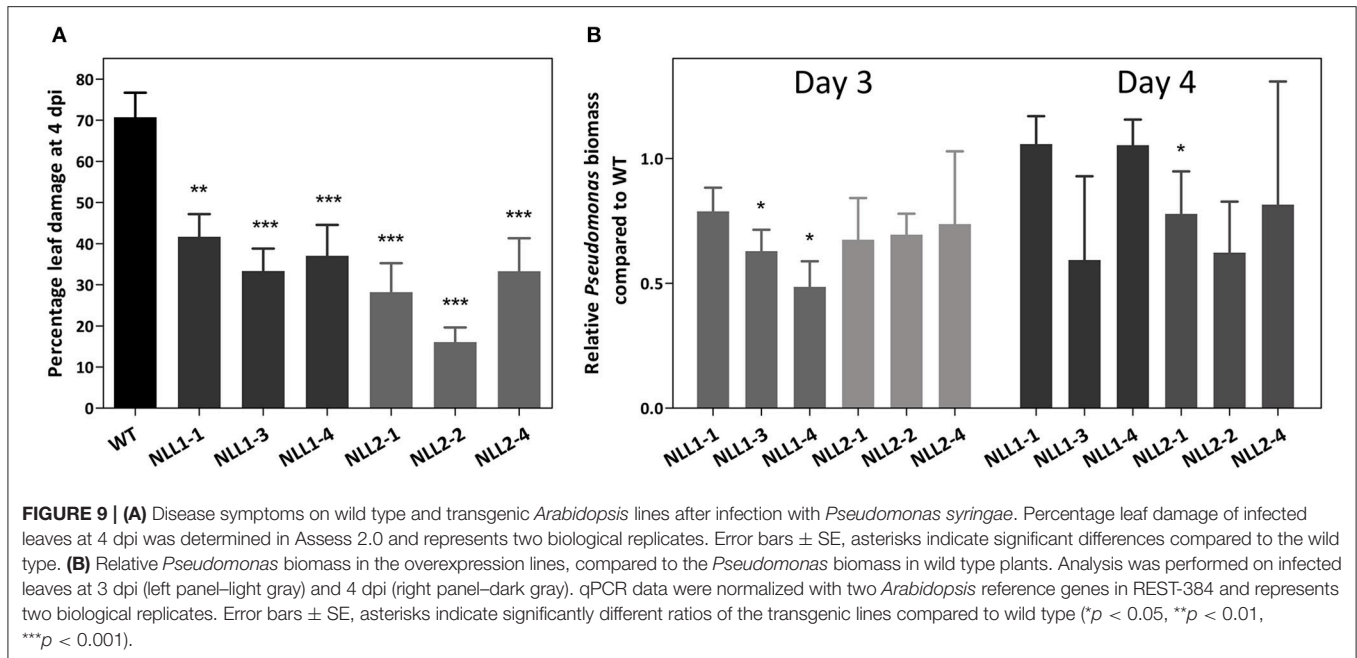 A
Percentage leaf damage at 4 dpi
80
70
60
50
40
30
20
10
0
**
***
***
***
***
***
WT
NLL1-1
NLL1-3
NLL1-4
NLL2-1
NLL2-2
NLL2-4
B
Relative Pseudomonas biomass
compared to WT
1.0
0.5
0.0
Day 3
Day 4
*
*
*
NLL1-1
NLL1-3
NLL1-4
NLL2-1
NLL2-2
NLL2-4
NLL1-1
NLL1-3
NLL1-4
NLL2-1
NLL2-2
NLL2-4
FIGURE 9 | (A) Disease symptoms on wild type and transgenic Arabidopsis lines after infection with Pseudomonas syringae. Percentage leaf damage of infected
leaves at 4 dpi was determined in Assess 2.0 and represents two biological replicates. Error bars ± SE, asterisks indicate significant differences compared to the wild
type. (B) Relative Pseudomonas biomass in the overexpression lines, compared to the Pseudomonas biomass in wild type plants. Analysis was performed on infected
leaves at 3 dpi (left panel–light gray) and 4 dpi (right panel–dark gray). qPCR data were normalized with two Arabidopsis reference genes in REST-384 and represents
two biological replicates. Error bars ± SE, asterisks indicate significantly different ratios of the transgenic lines compared to wild type (*p < 0.05, **p < 0.01,
***p < 0.001).